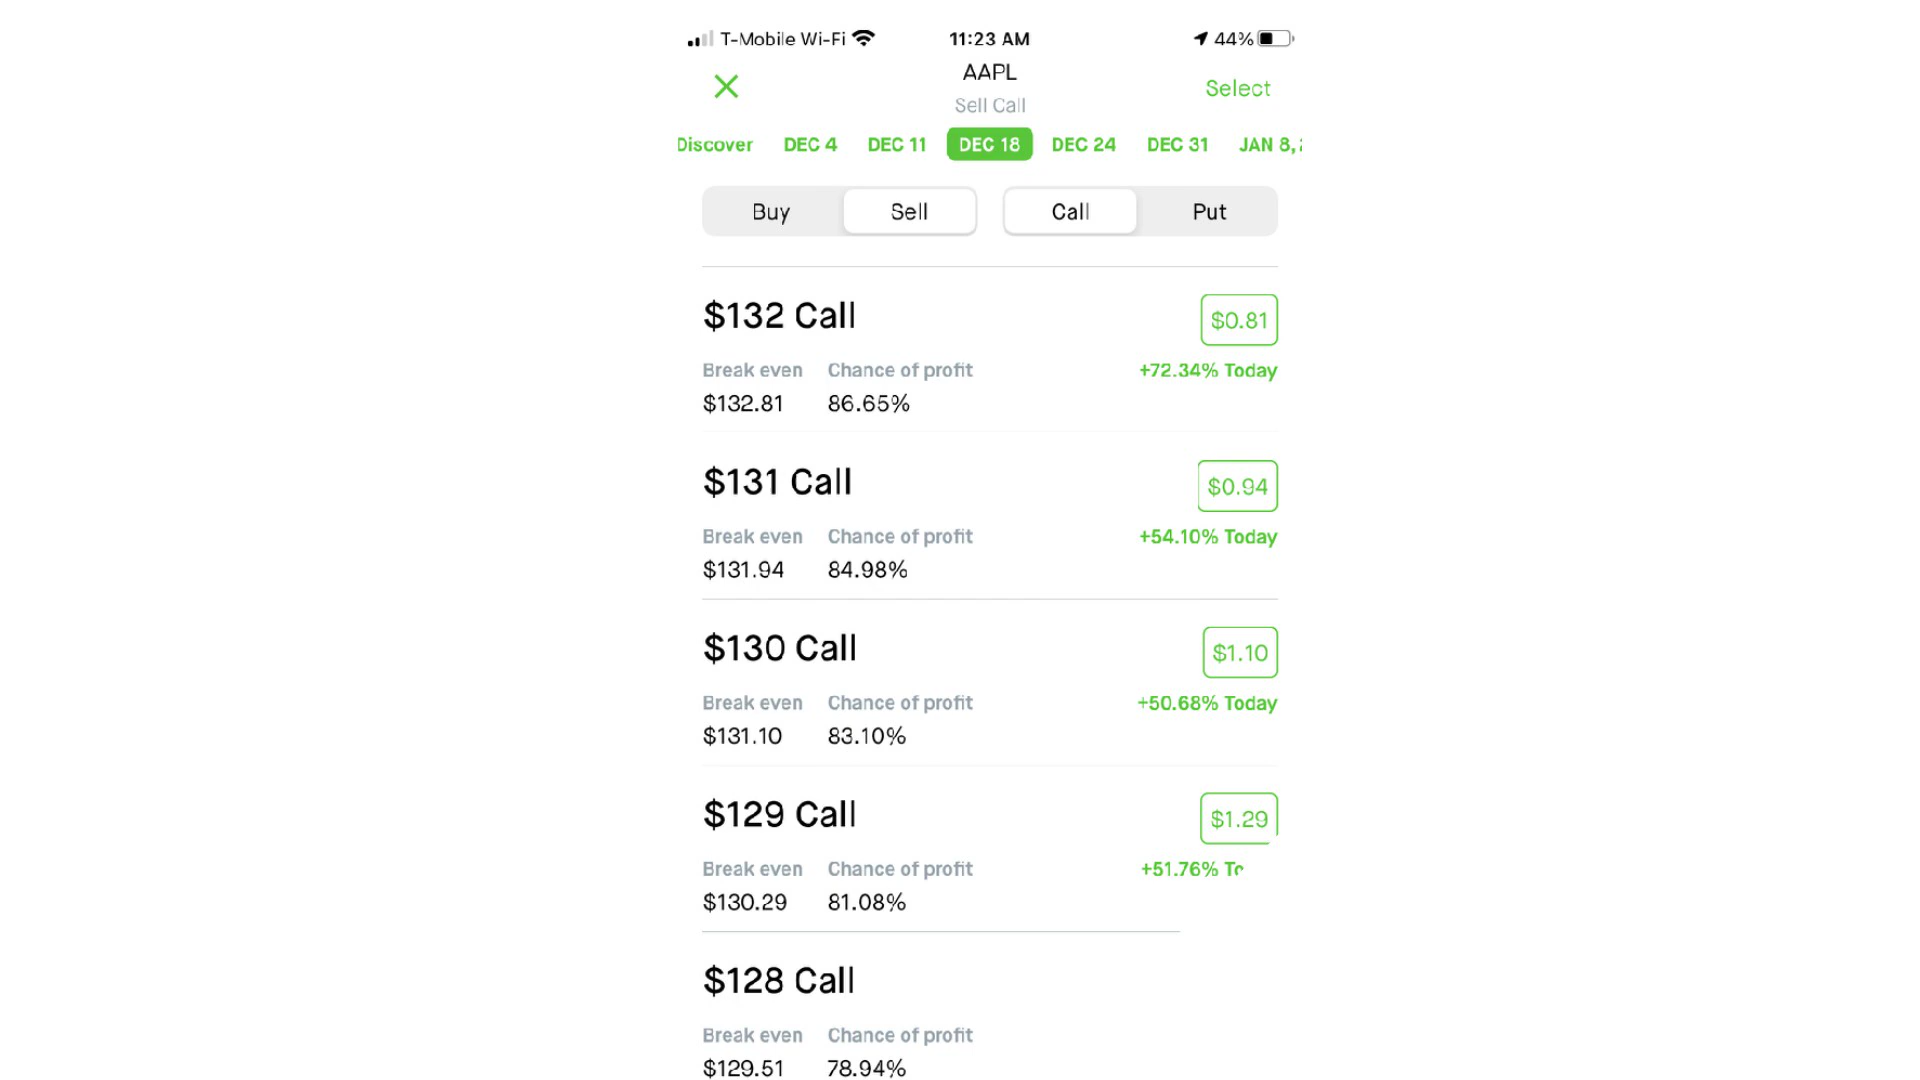 T-Mobile Wi-Fi 11:23 AM 44%
AAPL
Select
Sell Call
Discover DEC 4 DEC 11 DEC 18 DEC 24 DEC 31 JAN 8,
Buy Sell Call Put
$132 Call $0.81
Break even Chance of profit +72.34% Today
$132.81 86.65%
$131 Call $0.94
Break even Chance of profit +54.10% Today
$131.94 84.98%
$130 Call $1.10
Break even Chance of profit +50.68% Today
$131.10 83.10%
$129 Call $1.29
Break even Chance of profit +51.76%
$130.29 81.08%
$128 Call
Break even Chance of profit
$129.51 78.94%